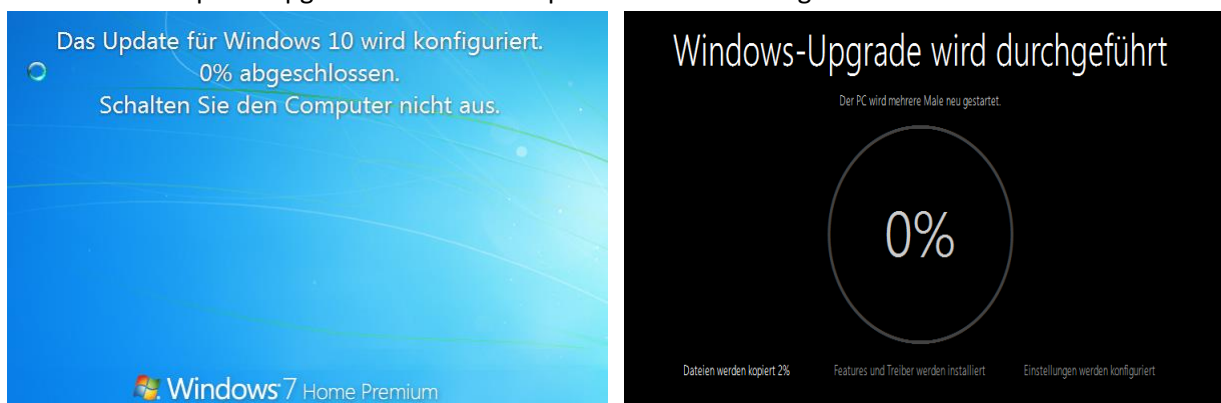 Das Update für Windows 10 wird konfiguriert.
0% abgeschlossen.
Schalten Sie den Computer nicht aus.
Windows 7 Home Premium
Windows-Upgrade wird durchgeführt
Der PC wird mehrere Male neu gestartet.
0%
Dateien werden kopiert 2%
Features und Treiber werden installiert
Einstellungen werden konfiguriert